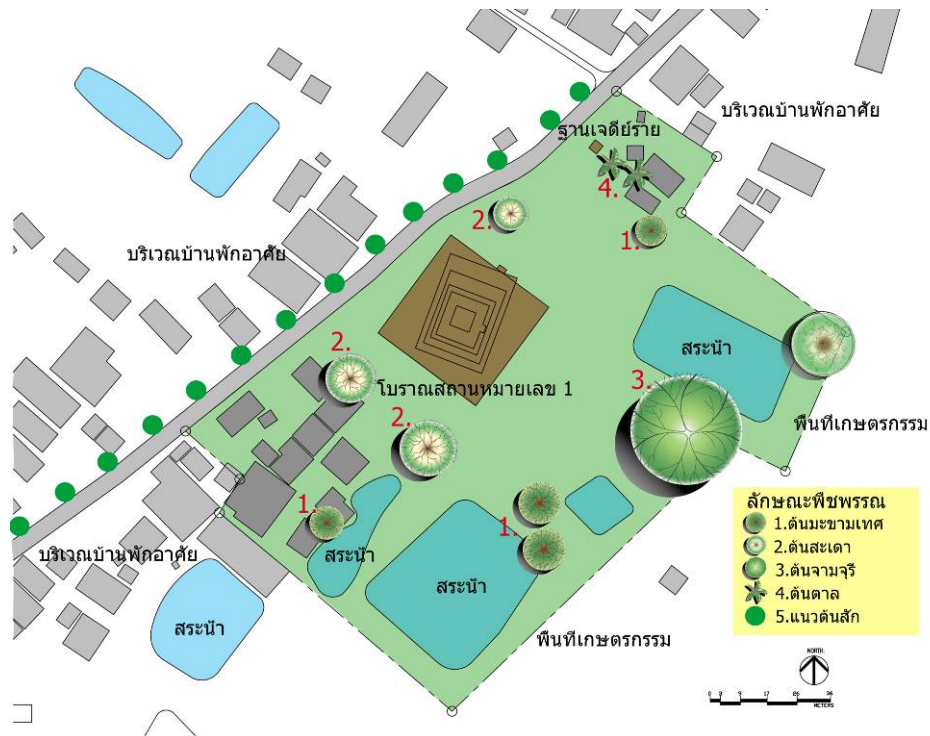 บริเวณบ้านพักอาศัย
ฐานเจดีย์ราย
4.
2.
1.
บริเวณบ้านพักอาศัย
สระน้ำ
2.
โบราณสถานหมายเลข 1
3.
2.
พื้นที่เกษตรกรรม
1.
1.
สระน้ำ
บริเวณบ้านพักอาศัย
สระน้ำ
สระน้ำ
พื้นที่เกษตรกรรม
ลักษณะพืชพรรณ
1.ต้นมะขามเทศ
2.ต้นสะเดา
3.ต้นจามจุรี
4.ต้นตาล
5.แนวต้นสัก
NORTH
METERS